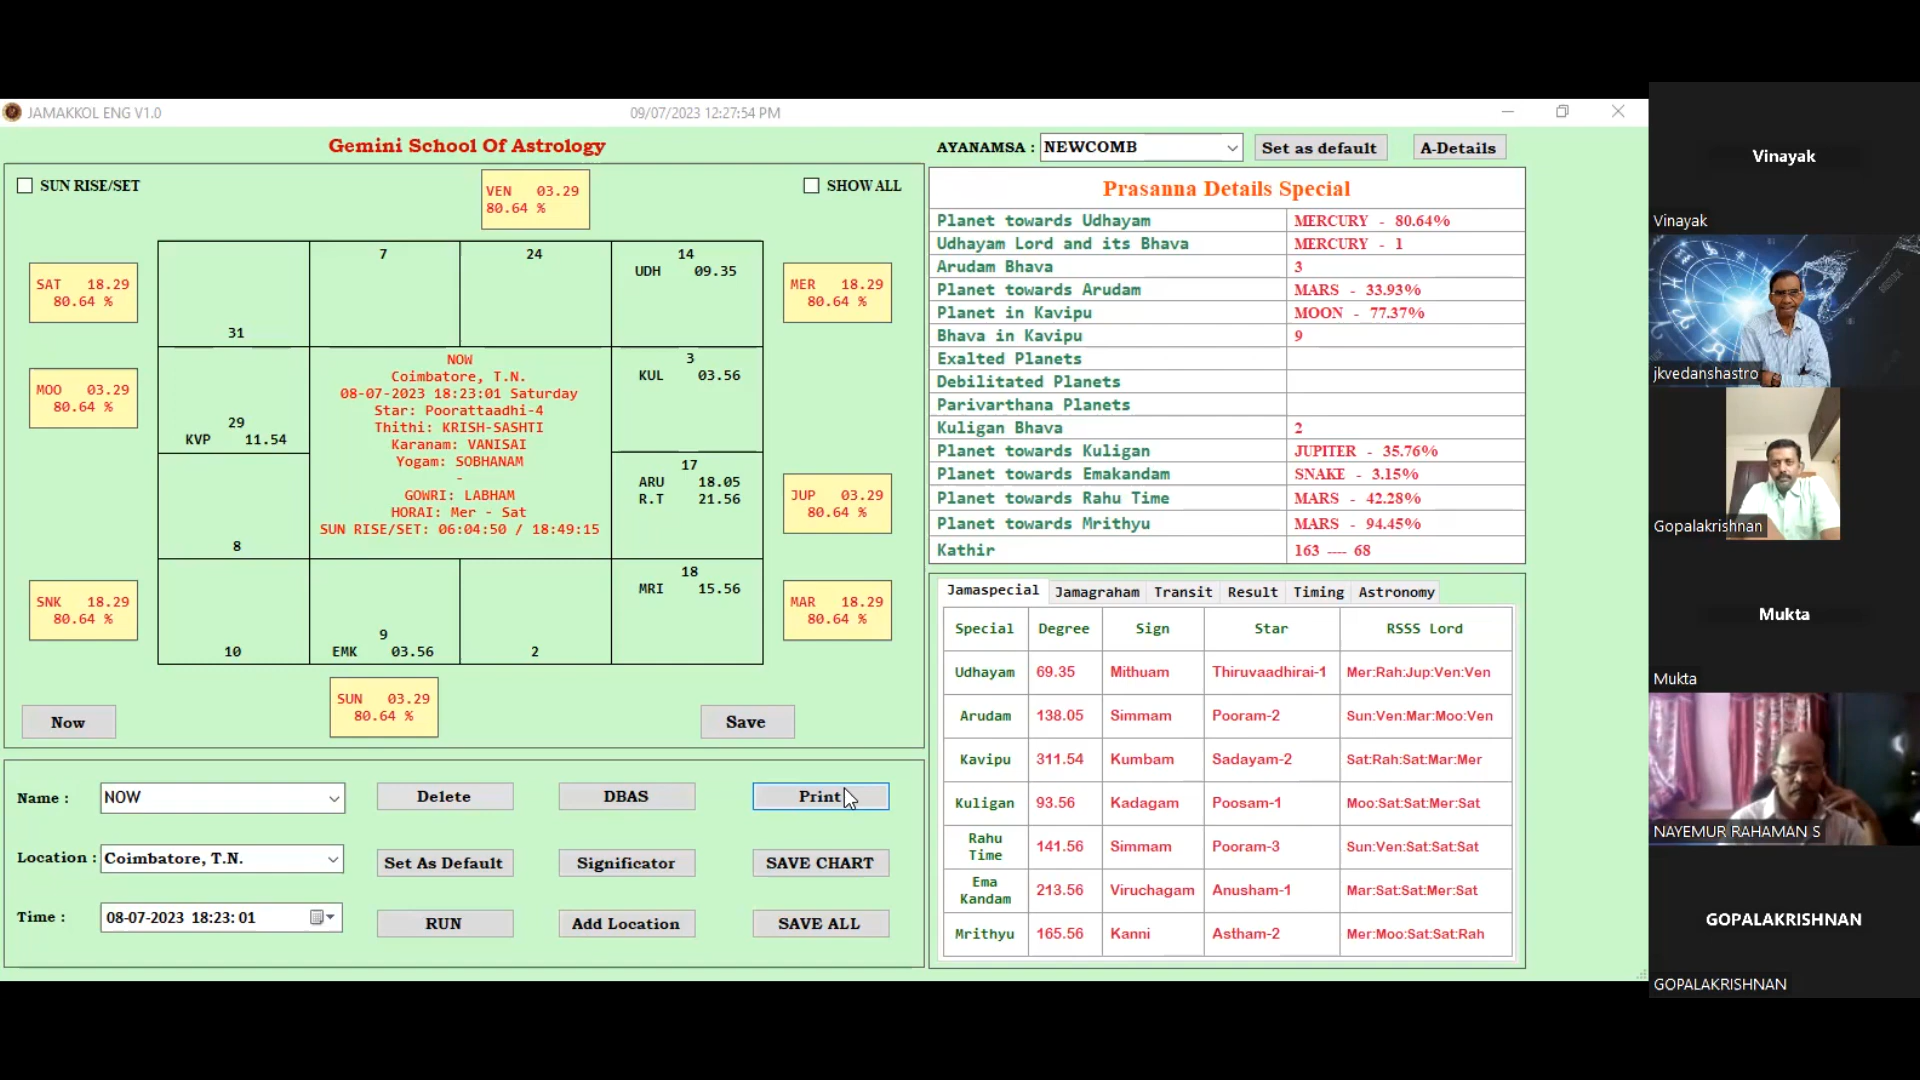 JAMAKKOL ENG V1.0
09/07/2023 12:27:54 PM
Gemini School Of Astrology
SUN RISE/SET
SHOW ALL
VEN 03.29
80.64 %
SAT 18.29
80.64 %
MER 18.29
80.64 %
MOO 03.29
80.64 %
JUP 03.29
80.64 %
SNK 18.29
80.64 %
MAR 18.29
80.64 %
SUN 03.29
80.64 %
31
7
24
14
UDH 09.35
29
KVP 11.54
3
KUL 03.56
8
17
ARU 18.05
R.T 21.56
10
9
EMK 03.56
2
18
MRI 15.56
NOW
Coimbatore, T.N.
08-07-2023 18:23:01 Saturday
Star: Poorattaadhi-4
Thithi: KRISH-SASHTI
Karanam: VANISAI
Yogam: SOBHANAM
-
GOWRI: LABHAM
HORAI: Mer - Sat
SUN RISE/SET: 06:04:50 / 18:49:15
Now
Save
Name :
NOW
Delete
DBAS
Print
Location :
Coimbatore, T.N.
Set As Default
Significator
SAVE CHART
Time :
08-07-2023 18:23: 01
RUN
Add Location
SAVE ALL
AYANAMSA :
NEWCOMB
Set as default
A-Details
Prasanna Details Special
Planet towards Udhayam MERCURY - 80.64%
Udhayam Lord and its Bhava MERCURY - 1
Arudam Bhava 3
Planet towards Arudam MARS - 33.93%
Planet in Kavipu MOON - 77.37%
Bhava in Kavipu 9
Exalted Planets
Debilitated Planets
Parivarthana Planets
Kuligan Bhava 2
Planet towards Kuligan JUPITER - 35.76%
Planet towards Emakandam SNAKE - 3.15%
Planet towards Rahu Time MARS - 42.28%
Planet towards Mrithyu MARS - 94.45%
Kathir 163 ---- 68
Jamaspecial Jamagraham Transit Result Timing Astronomy
Special Degree Sign Star RSSS Lord
Udhayam 69.35 Mithuam Thiruvaadhirai-1 Mer:Rah:Jup:Ven:Ven
Arudam 138.05 Simmam Pooram-2 Sun:Ven:Mar:Moo:Ven
Kavipu 311.54 Kumbam Sadayam-2 Sat:Rah:Sat:Mar:Mer
Kuligan 93.56 Kadagam Poosam-1 Moo:Sat:Sat:Mer:Sat
Rahu
Time 141.56 Simmam Pooram-3 Sun:Ven:Sat:Sat:Sat
Ema
Kandam 213.56 Viruchagam Anusham-1 Mar:Sat:Sat:Mer:Sat
Mrithyu 165.56 Kanni Astham-2 Mer:Moo:Sat:Sat:Rah
Vinayak
Vinayak
jkvedanshastro
Gopalakrishnan
Mukta
Mukta
NAYEMUR RAHAMAN S
GOPALAKRISHNAN
GOPALAKRISHNAN